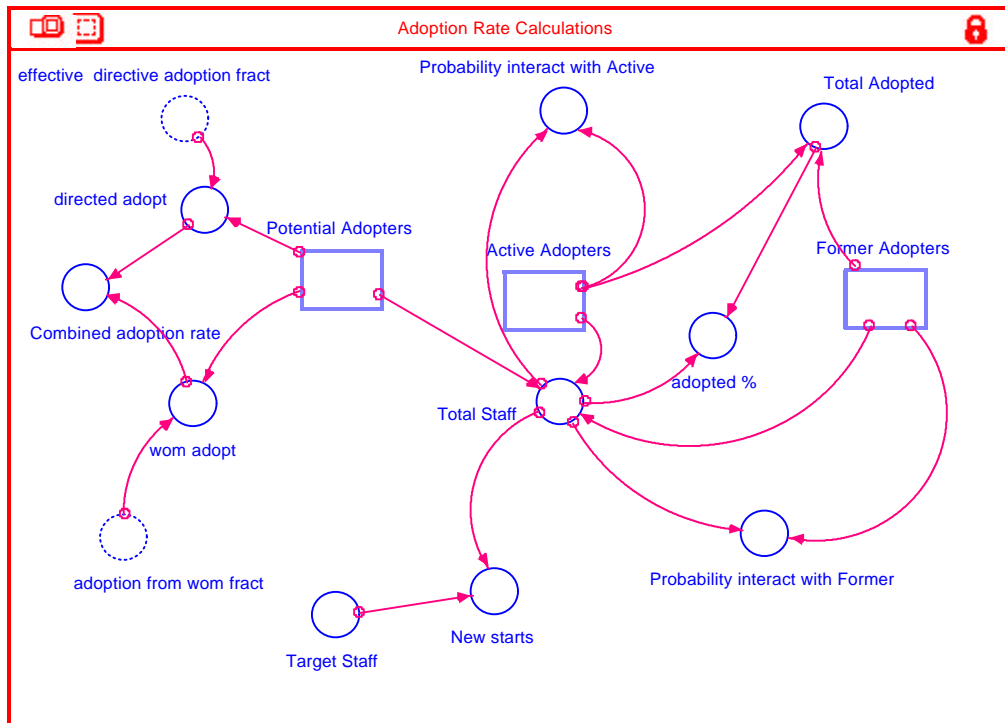 Adoption Rate Calculations
effective directive adoption fract
Probability interact with Active
Total Adopted
directed adopt
Potential Adopters
Active Adopters
Former Adopters
Combined adoption rate
adopted %
Total Staff
wom adopt
adoption from wom fract
Probability interact with Former
New starts
Target Staff